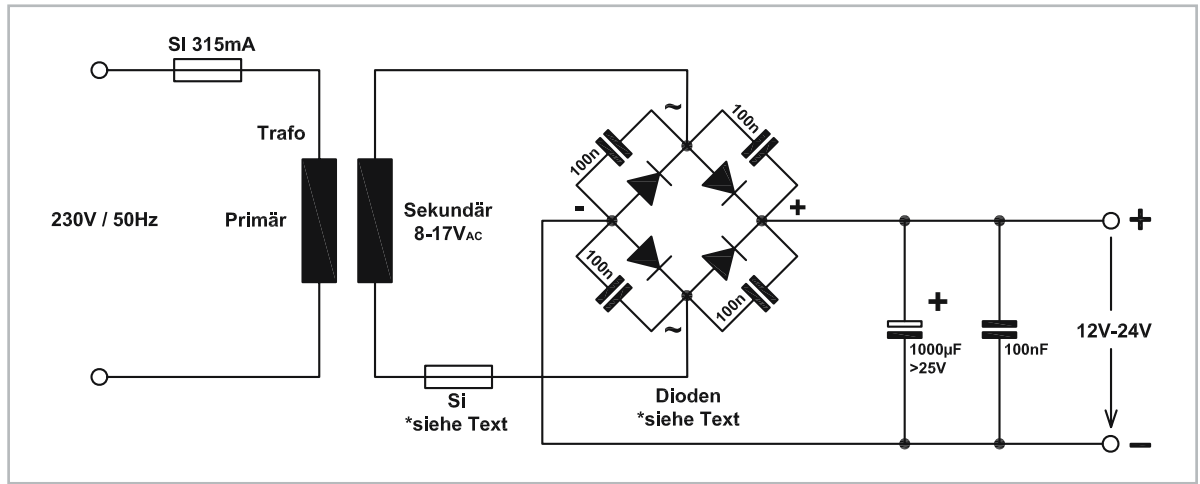 SI 315mA
Trafo
230V / 50Hz
Primär
Sekundär
8-17VAC
~
100n
100n
-
+
100n
100n
~
Si
*siehe Text
Dioden
*siehe Text
+
1000µF
>25V
100nF
+
12V-24V
−